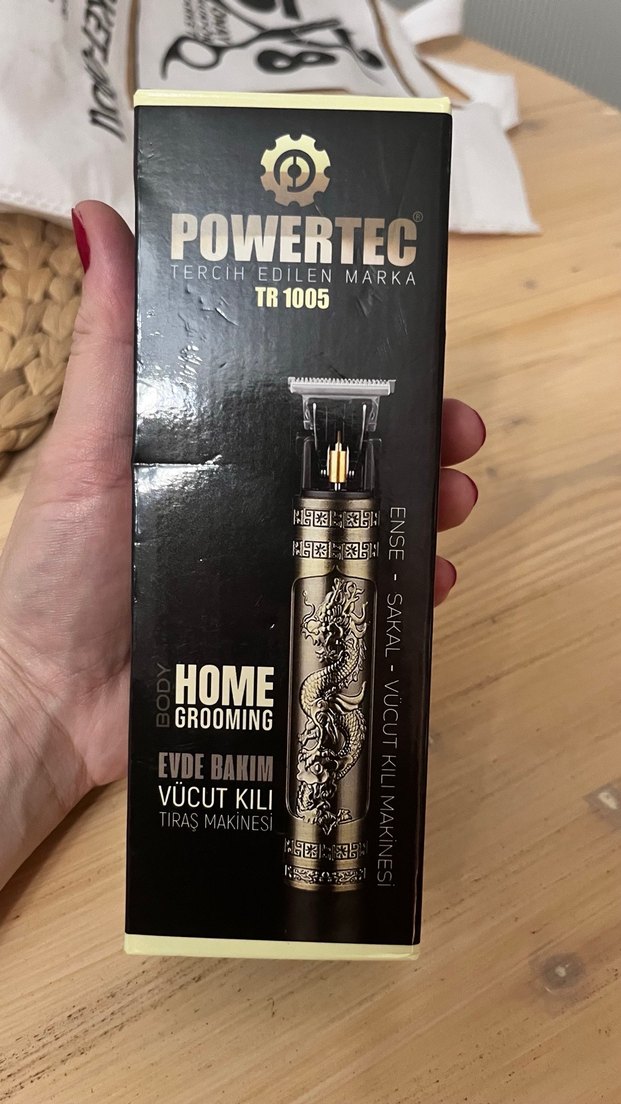 POWERTEC®
TERCIH EDILEN MARKA
TR 1005
ENSE - SAKAL - VÜCUT KILI MAKİNESİ
BODY
HOME
GROOMING
EVDE BAKIM
VÜCUT KILI
TIRAŞ MAKİNESİ